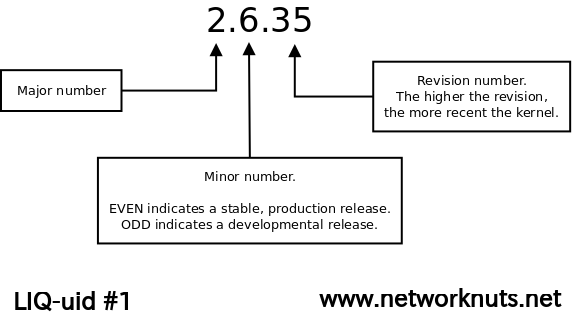 2.6.35
Major number
Revision number.
The higher the revision,
the more recent the kernel.
Minor number.
EVEN indicates a stable, production release.
ODD indicates a developmental release.
LIQ-uid #1
www.networknuts.net